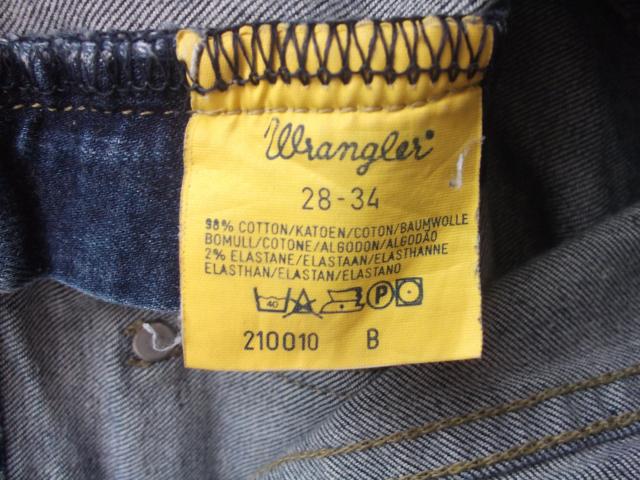 Wrangler
28-34
98% COTTON/KATOEN/COTON/BAUMWOLLE
BOMULL/COTONE/ALGODON/ALGODÃO
2% ELASTANE/ELASTAAN/ELASTHANNE
ELASTHAN/ELASTAN/ELASTANO
40 P
210010 B